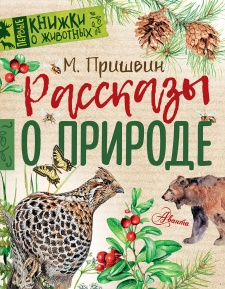 ПЕРВЫЕ
КНИЖКИ
О ЖИВОТНЫХ
М. Пришвин
Рассказы
О ПРИРОДЕ
Аванта